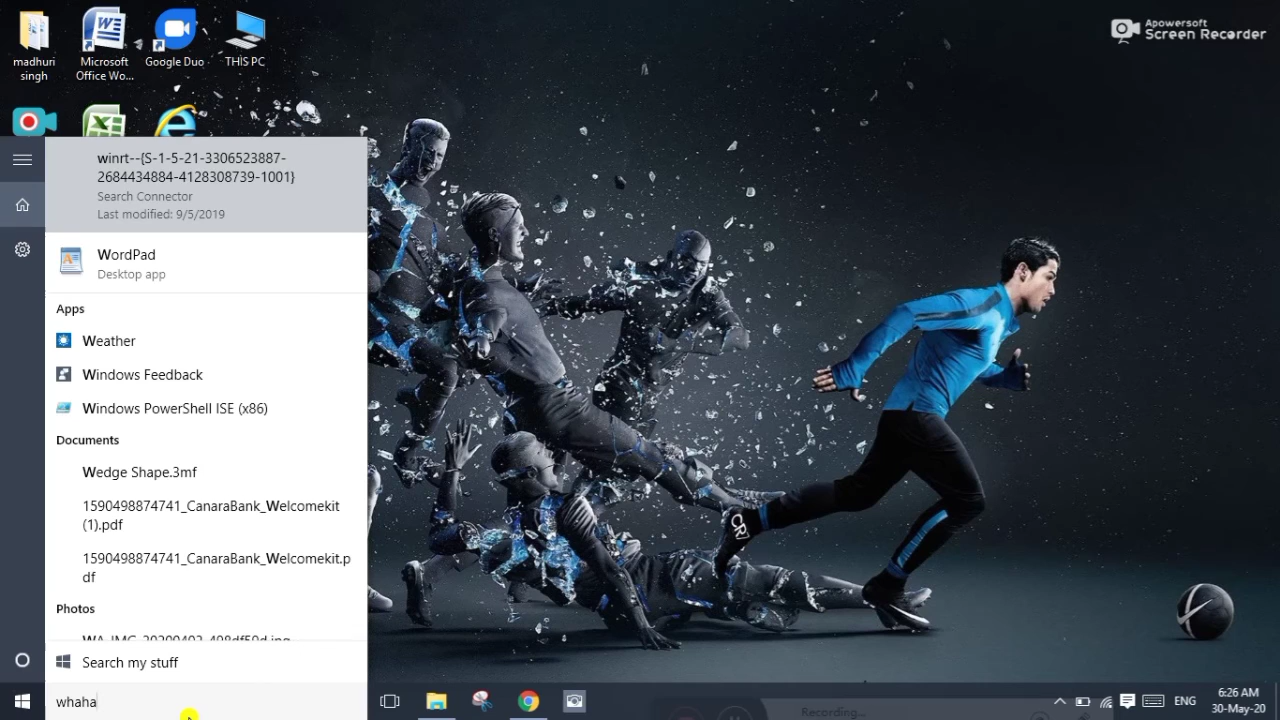 Apowersoft
Screen Recorder
madhuri
singh
Microsoft
Office Wo...
Google Duo
THIS PC
winrt--{S-1-5-21-3306523887-
2684434884-4128308739-1001}
Search Connector
Last modified: 9/5/2019
WordPad
Desktop app
Apps
Weather
Windows Feedback
Windows PowerShell ISE (x86)
Documents
Wedge Shape.3mf
1590498874741_CanaraBank_Welcomekit
(1).pdf
1590498874741_CanaraBank_Welcomekit.p
df
Photos
Search my stuff
whaha
CR7
Recording...
ENG
6:26 AM
30-May-20